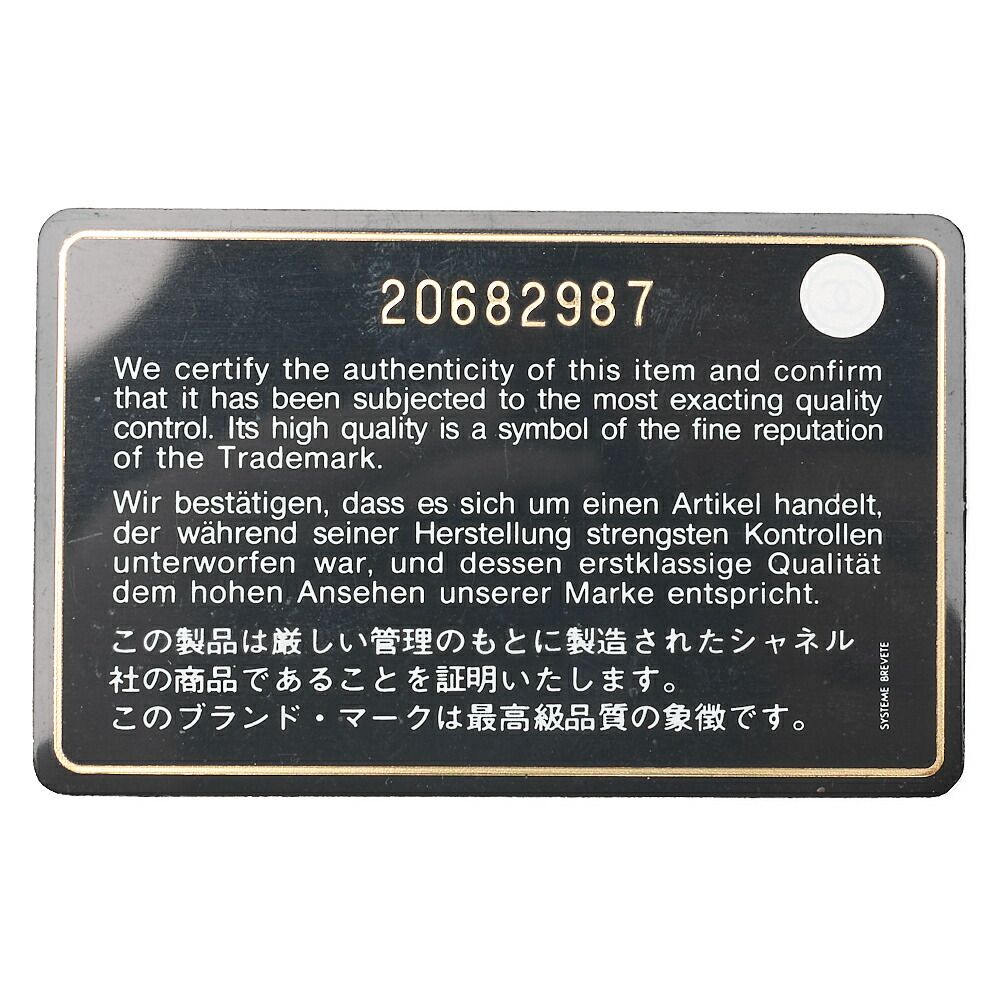 20682987
We certify the authenticity of this item and confirm
that it has been subjected to the most exacting quality
control. Its high quality is a symbol of the fine reputation
of the Trademark.
Wir bestätigen, dass es sich um einen Artikel handelt,
der während seiner Herstellung strengsten Kontrollen
unterworfen war, und dessen erstklassige Qualität
dem hohen Ansehen unserer Marke entspricht.
この製品は厳しい管理のもとに製造されたシャネル
社の商品であることを証明いたします。
このブランド・マークは最高級品質の象徴です。
SYSTEME BREVETE